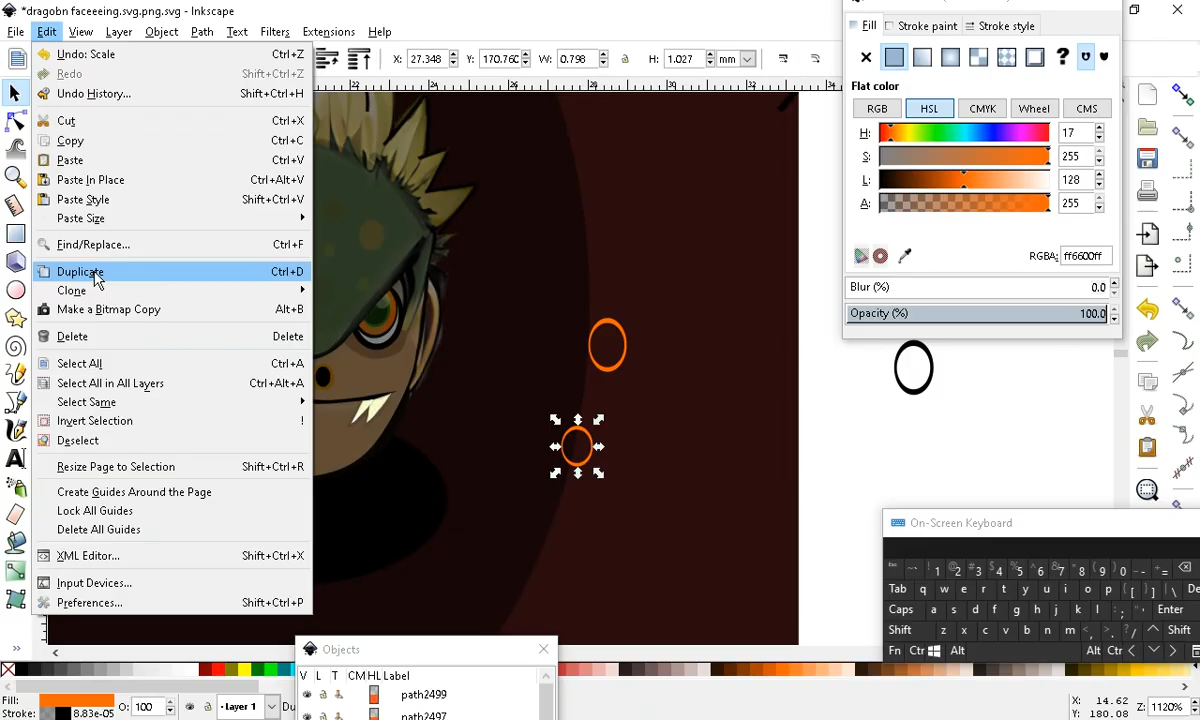 *dragobn faceeeing.svg.png.svg - Inkscape
File Edit View Layer Object Path Text Filters Extensions Help
Undo: Scale Ctrl+Z
Redo Shift+Ctrl+Z
Undo History... Shift+Ctrl+H
Cut Ctrl+X
Copy Ctrl+C
Paste Ctrl+V
Paste In Place Ctrl+Alt+V
Paste Style Shift+Ctrl+V
Paste Size
Find/Replace... Ctrl+F
Duplicate Ctrl+D
Clone
Make a Bitmap Copy Alt+B
Delete Delete
Select All Ctrl+A
Select All in All Layers Ctrl+Alt+A
Select Same
Invert Selection !
Deselect
Resize Page to Selection Shift+Ctrl+R
Create Guides Around the Page
Lock All Guides
Delete All Guides
XML Editor... Shift+Ctrl+X
Input Devices...
Preferences... Shift+Ctrl+P
X: 27.348 Y: 170.760 W: 0.798 H: 1.027 mm
Fill Stroke paint Stroke style
Flat color
RGB HSL CMYK Wheel CMS
H: 17
S: 255
L: 128
A: 255
RGBA: ff6600ff
Blur (%) 0.0
Opacity (%) 100.0
On-Screen Keyboard
Tab q w e r t y u i o p { [ } ] | \ De
Caps a s d f g h j k l : ; " ' Enter
Shift z x c v b n m < , > . ? / Shift
Fn Ctr Alt Alt Ctr
Objects
V L T CM HL Label
path2499
path2497
Fill:
Stroke: 8.83e-05
O: 100
Layer 1
Du
X: 14.62
Y: 180.08
Z: 1120%